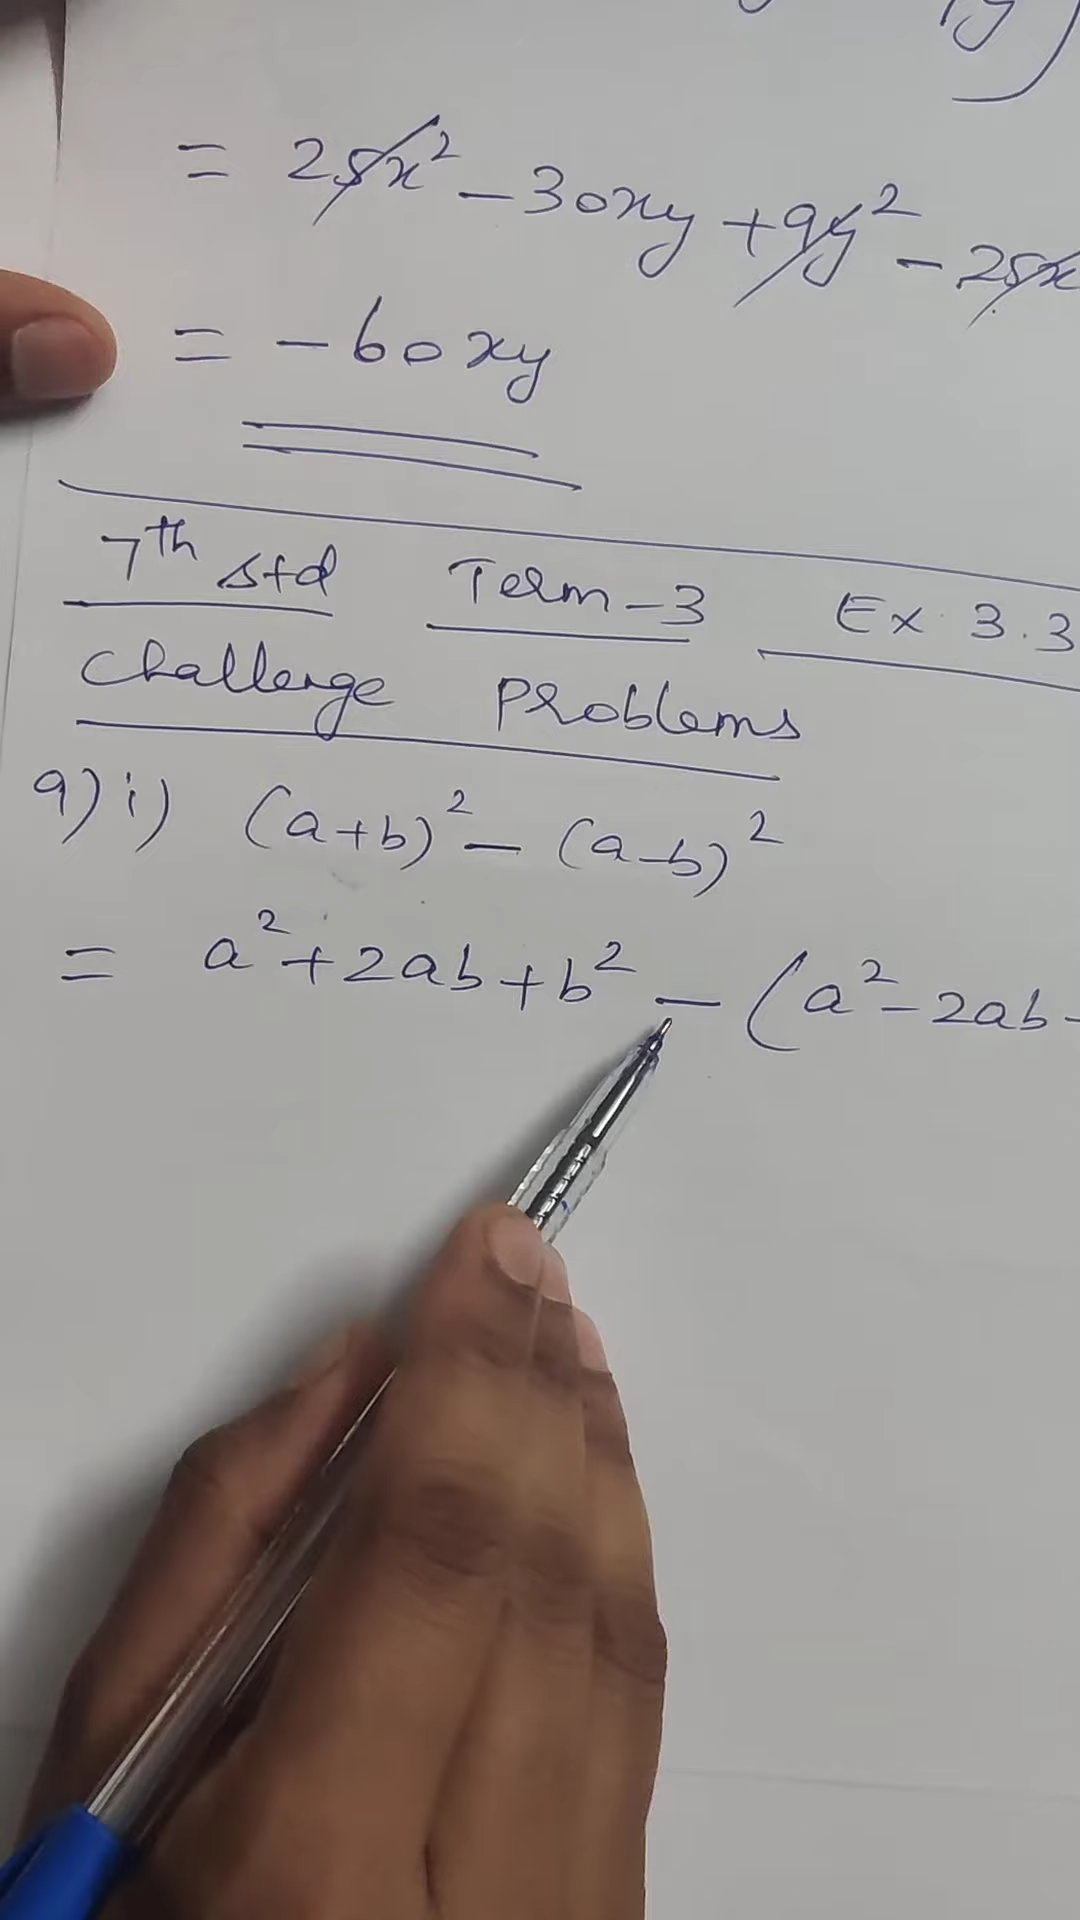 y)
= 25x² - 30xy + 9y² - 25x
= - 60xy
7th Std Term-3 Ex 3.3
Challenge Problems
9) i) (a+b)² - (a-b)²
= a² + 2ab + b² - (a² - 2ab -